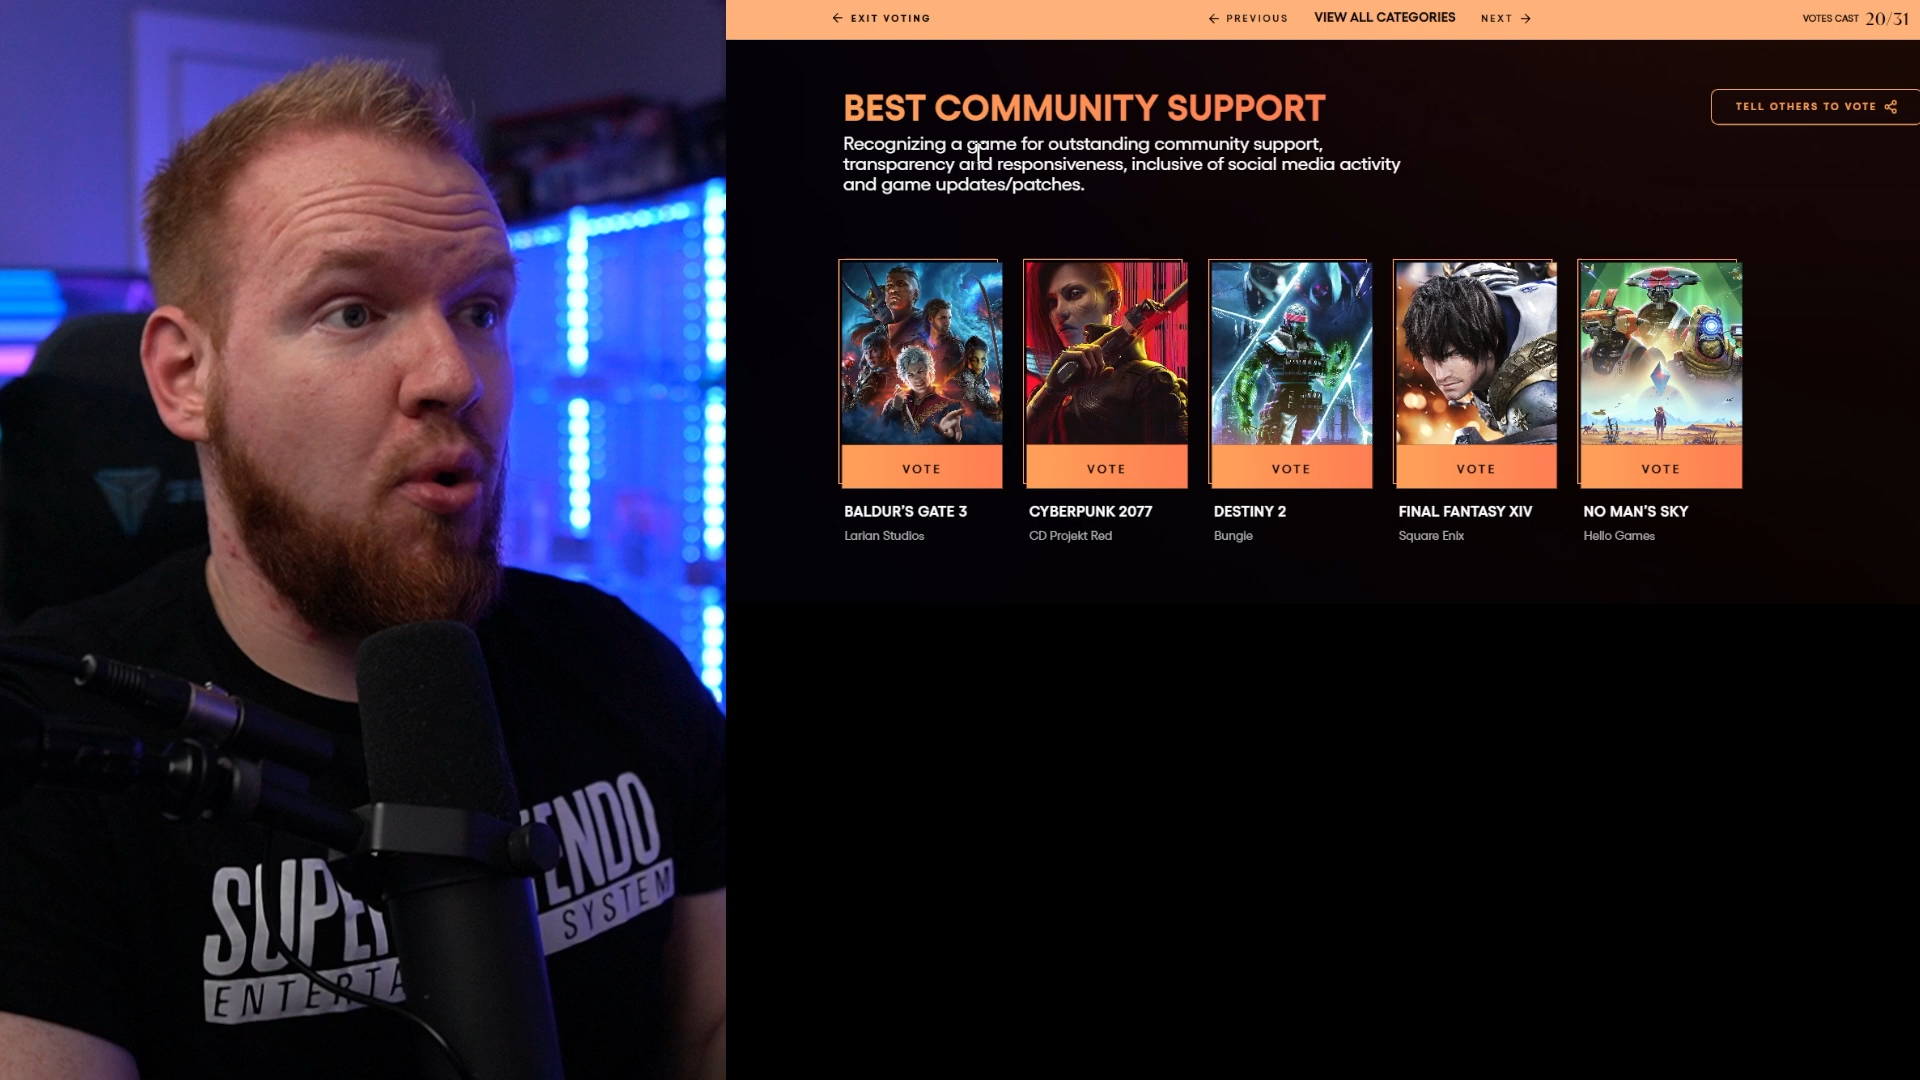 EXIT VOTING
PREVIOUS
VIEW ALL CATEGORIES
NEXT
VOTES CAST 20/31
BEST COMMUNITY SUPPORT
TELL OTHERS TO VOTE
Recognizing a game for outstanding community support,
transparency and responsiveness, inclusive of social media activity
and game updates/patches.
VOTE
VOTE
VOTE
VOTE
VOTE
BALDUR'S GATE 3
CYBERPUNK 2077
DESTINY 2
FINAL FANTASY XIV
NO MAN'S SKY
Larian Studios
CD Projekt Red
Bungie
Square Enix
Hello Games
SYSTEM